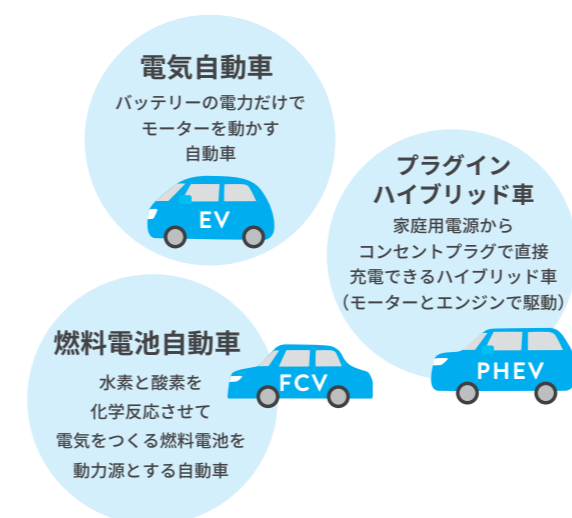 電気自動車
バッテリーの電力だけで
モーターを動かす
自動車
EV
プラグイン
ハイブリッド車
家庭用電源から
コンセントプラグで直接
充電できるハイブリッド車
（モーターとエンジンで駆動）
PHEV
燃料電池自動車
水素と酸素を
化学反応させて
電気をつくる燃料電池を
動力源とする自動車
FCV